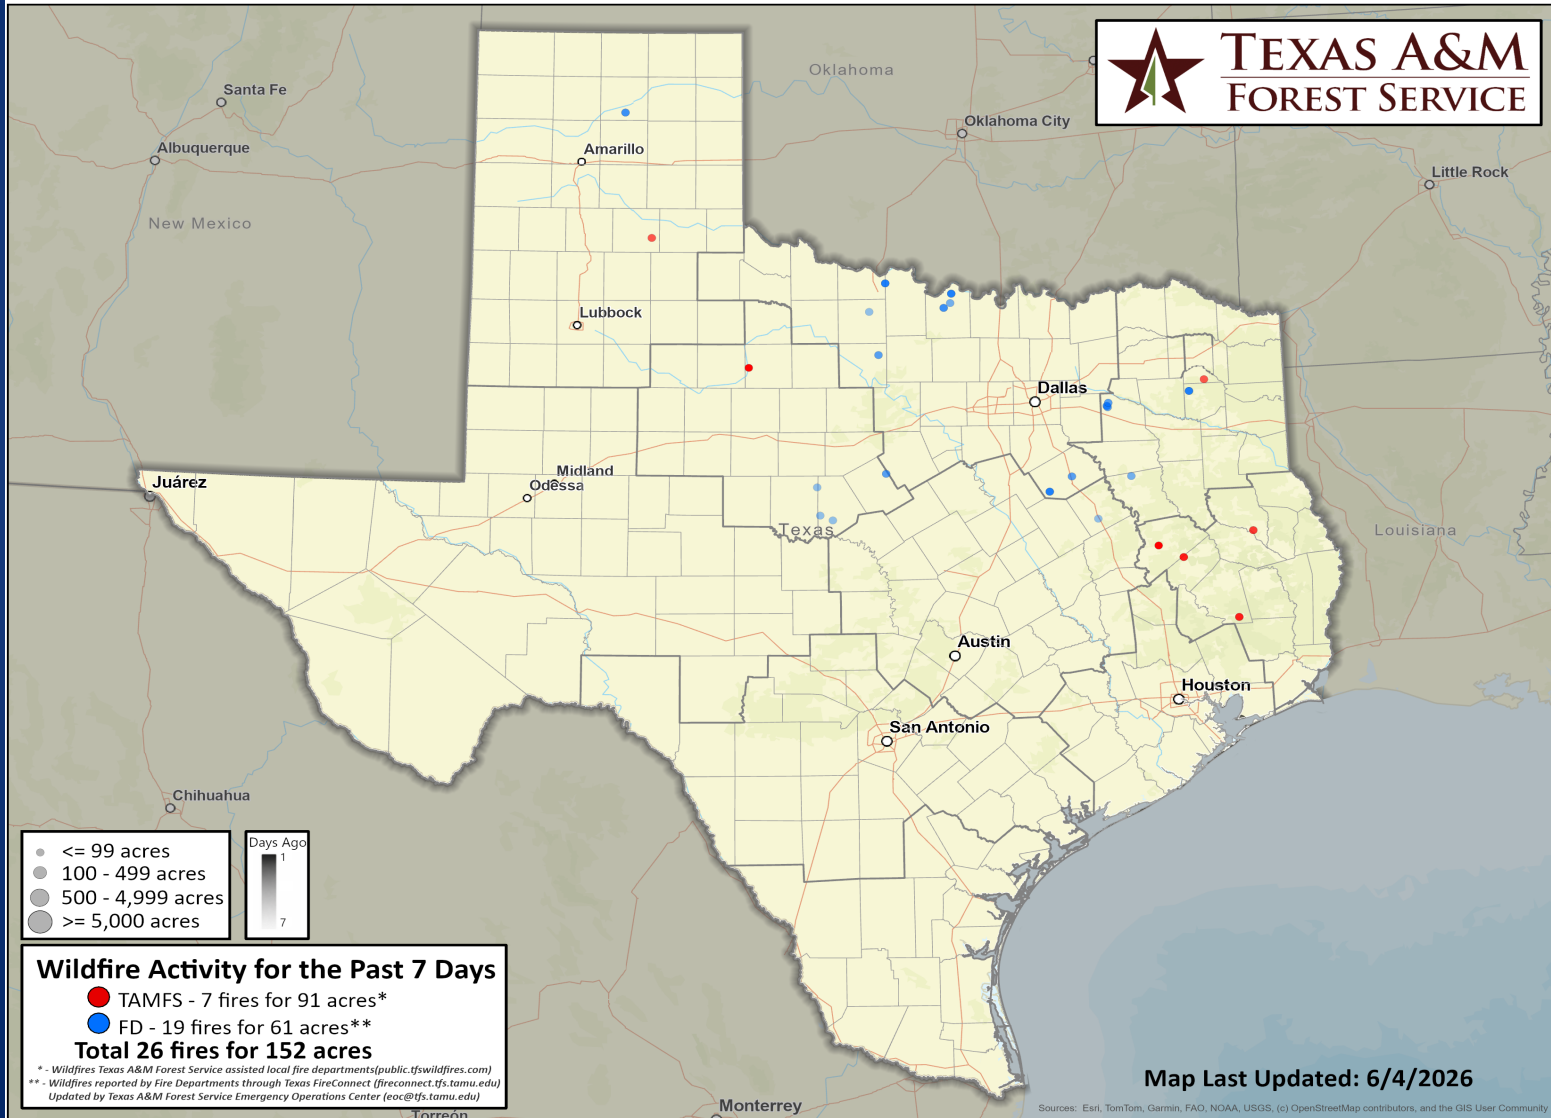 TEXAS A&M
FOREST SERVICE
Oklahoma
Santa Fe
Oklahoma City
Albuquerque
Amarillo
Little Rock
New Mexico
Lubbock
Dallas
Midland
Odessa
Juárez
Texas
Louisiana
Austin
Houston
San Antonio
Chihuahua
<= 99 acres
100 - 499 acres
500 - 4,999 acres
>= 5,000 acres
Days Ago
1
7
Wildfire Activity for the Past 7 Days
TAMFS - 7 fires for 91 acres*
FD - 19 fires for 61 acres**
Total 26 fires for 152 acres
* - Wildfires Texas A&M Forest Service assisted local fire departments(public.tfswildfires.com)
** - Wildfires reported by Fire Departments through Texas FireConnect (fireconnect.tfs.tamu.edu)
Updated by Texas A&M Forest Service Emergency Operations Center (eoc@tfs.tamu.edu)
Map Last Updated: 6/4/2026
Monterrey
Torreón
Sources: Esri, TomTom, Garmin, FAO, NOAA, USGS, (c) OpenStreetMap contributors, and the GIS User Community